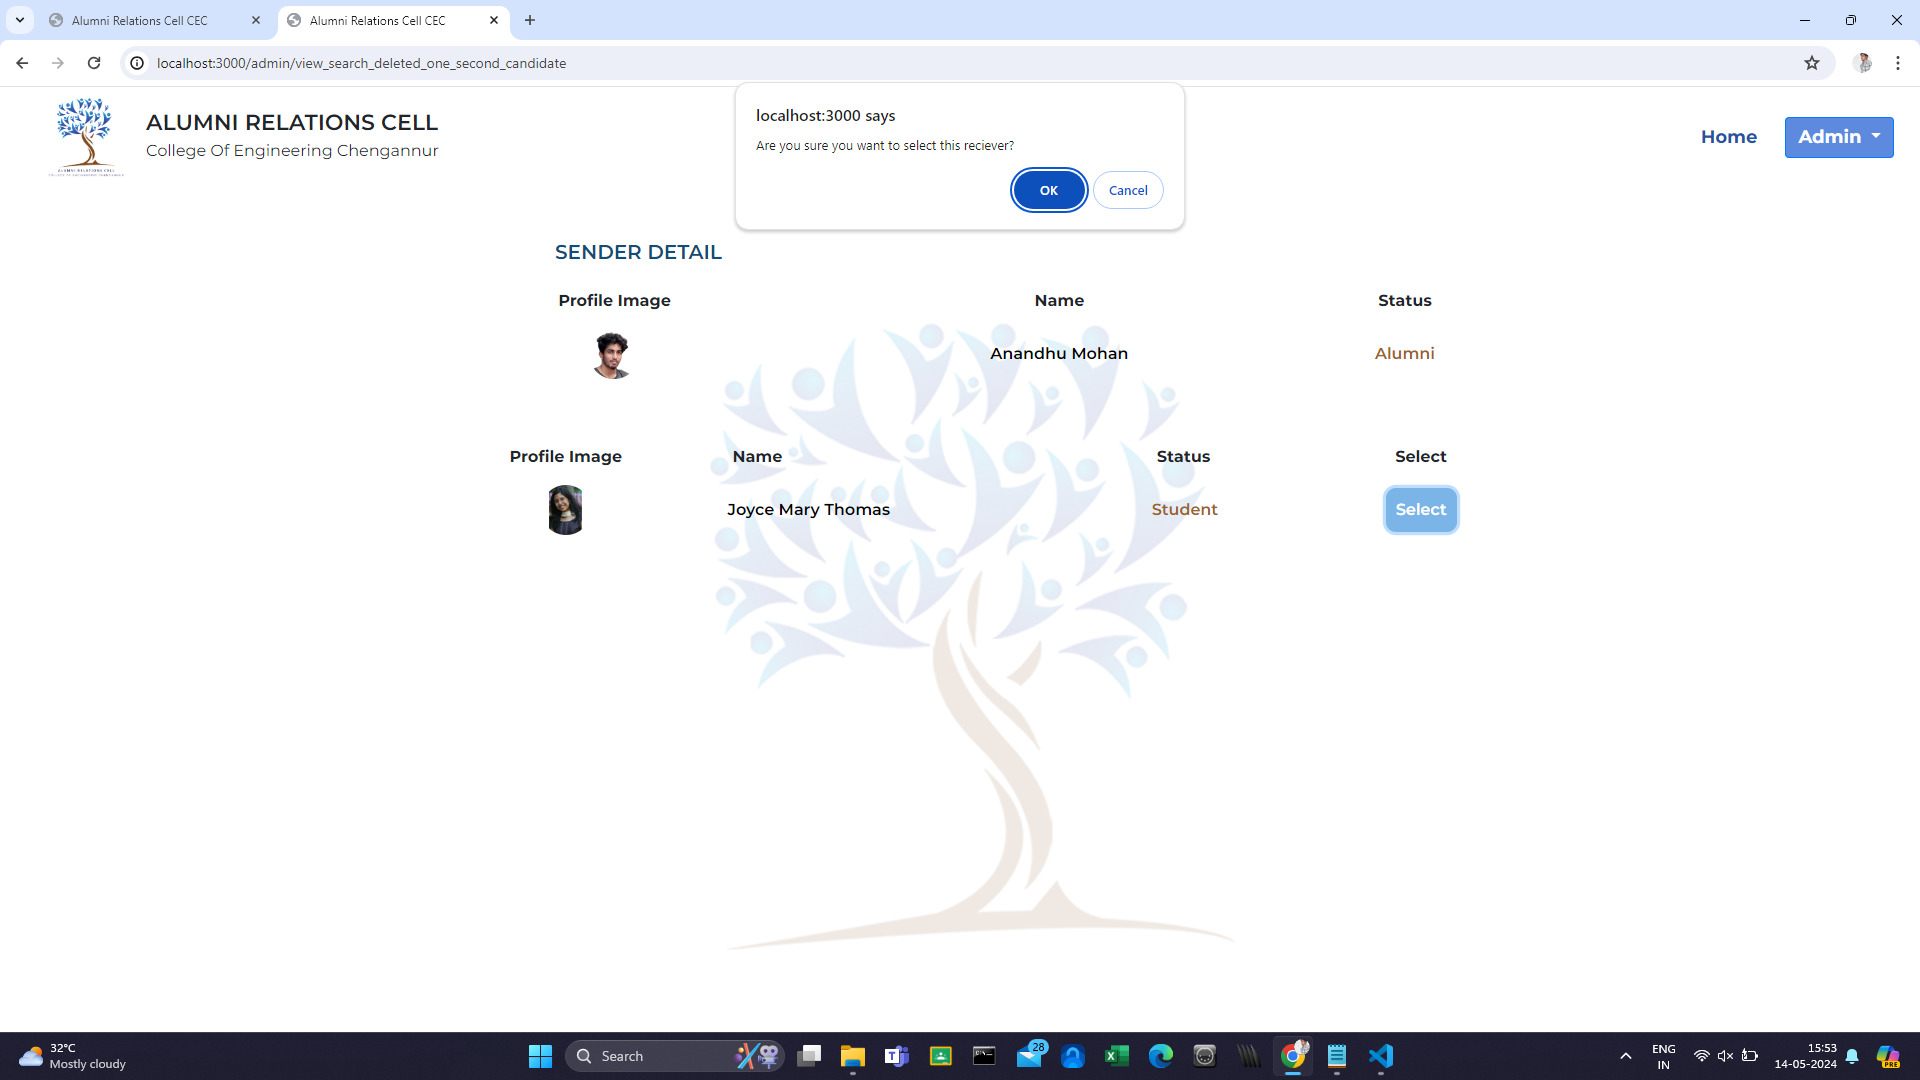 Alumni Relations Cell CEC
Alumni Relations Cell CEC
localhost:3000/admin/view_search_deleted_one_second_candidate
ALUMNI RELATIONS CELL
College Of Engineering Chengannur
localhost:3000 says
Are you sure you want to select this reciever?
OK Cancel
Home Admin
SENDER DETAIL
Profile Image Name Status
Anandhu Mohan Alumni
Profile Image Name Status Select
Joyce Mary Thomas Student Select
32°C
Mostly cloudy
Search
28
ENG
IN
15:53
14-05-2024
PRE